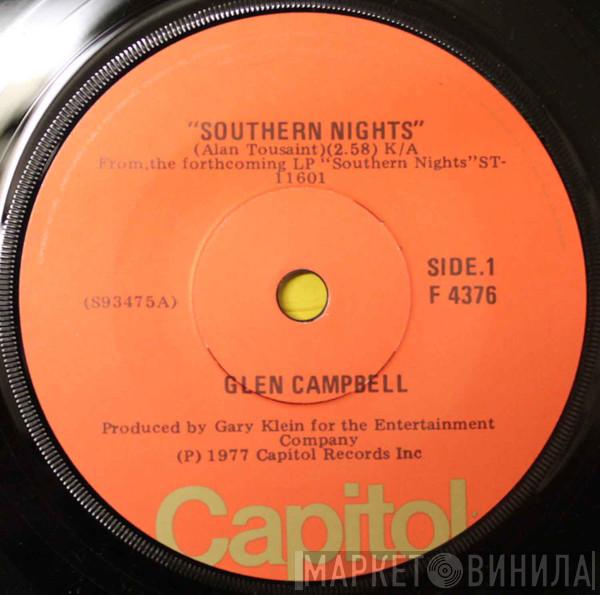 "SOUTHERN NIGHTS"
(Alan Tousaint)(2.58) K/A
From,the forthcoming LP "Southern Nights"ST-
11601
SIDE.1
(S93475A)
F 4376
GLEN CAMPBELL
Produced by Gary Klein for the Entertainment
Company
(P) 1977 Capitol Records Inc
Capitol
МАРКЕТ ВИНИЛА